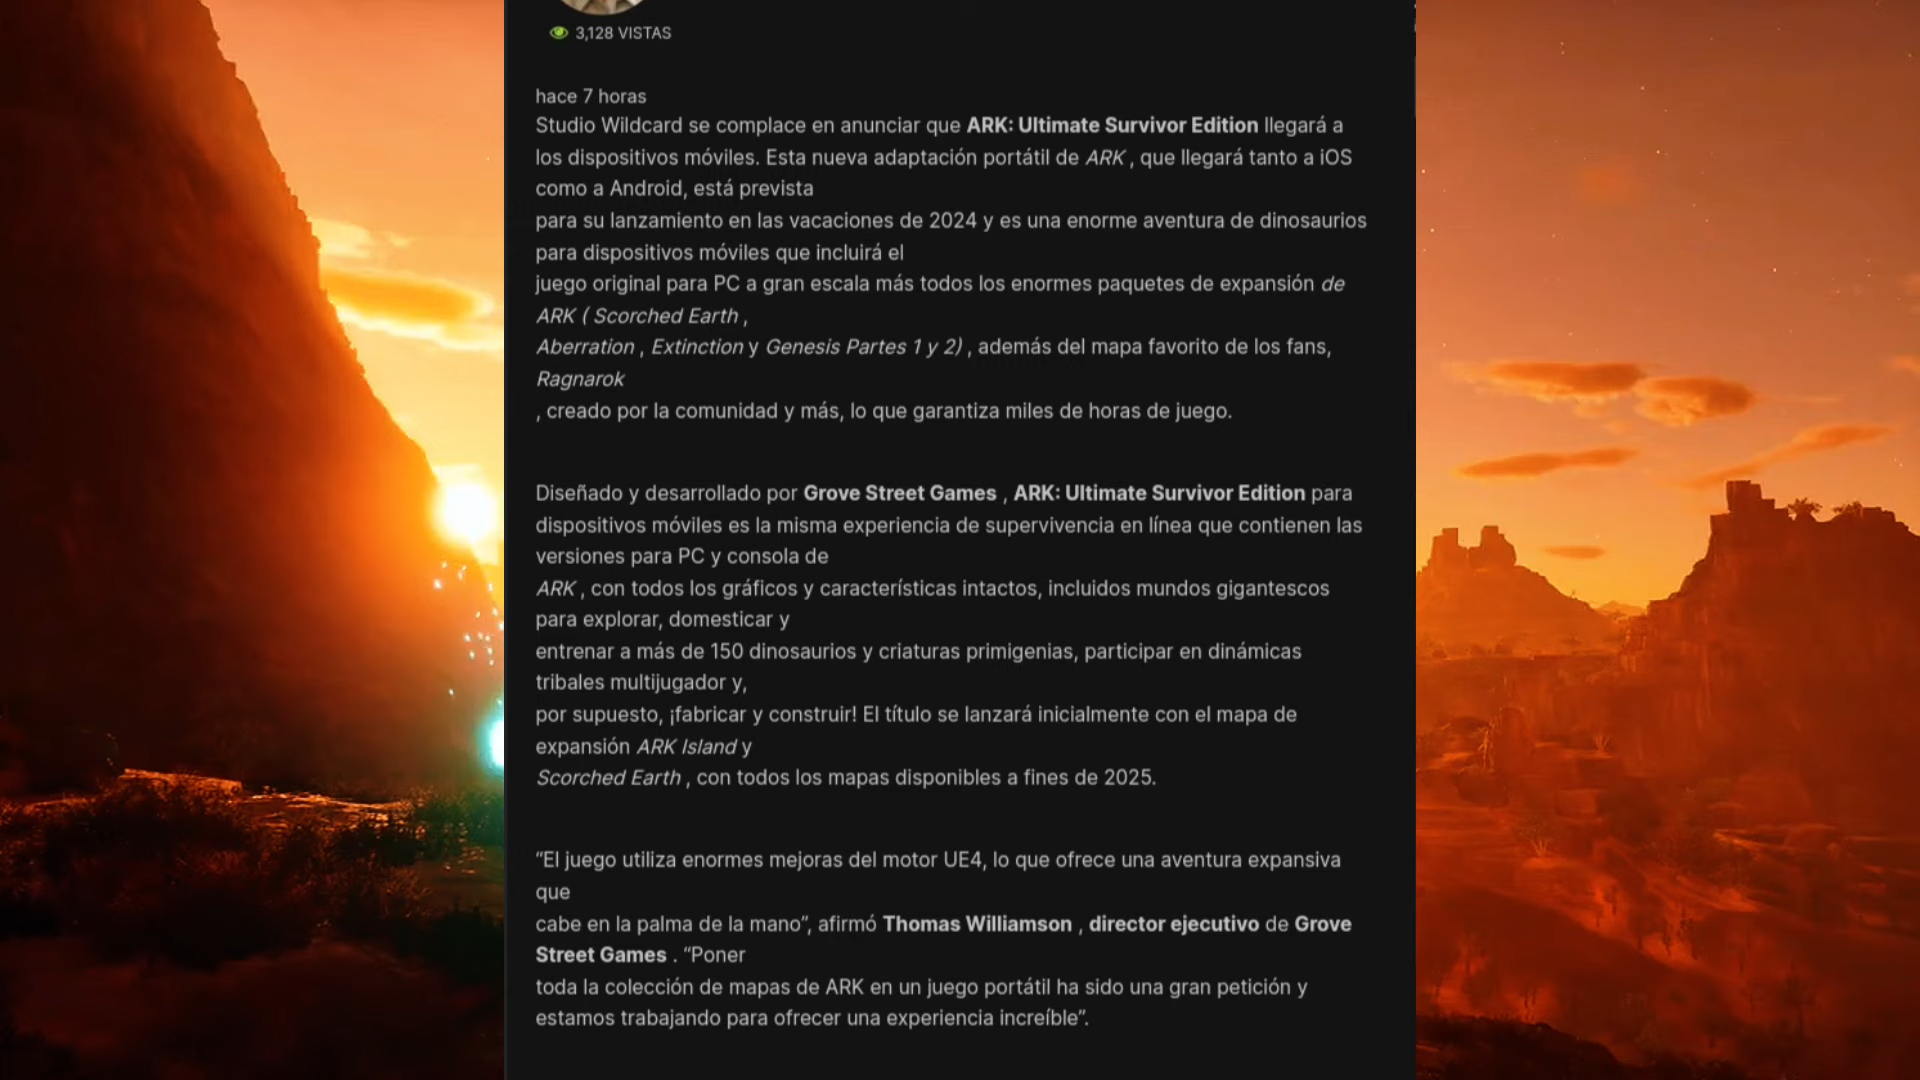 3,128 VISTAS
hace 7 horas
Studio Wildcard se complace en anunciar que ARK: Ultimate Survivor Edition llegará a
los dispositivos móviles. Esta nueva adaptación portátil de ARK , que llegará tanto a iOS
como a Android, está prevista
para su lanzamiento en las vacaciones de 2024 y es una enorme aventura de dinosaurios
para dispositivos móviles que incluirá el
juego original para PC a gran escala más todos los enormes paquetes de expansión de
ARK ( Scorched Earth ,
Aberration , Extinction y Genesis Partes 1 y 2) , además del mapa favorito de los fans,
Ragnarok
, creado por la comunidad y más, lo que garantiza miles de horas de juego.
Diseñado y desarrollado por Grove Street Games , ARK: Ultimate Survivor Edition para
dispositivos móviles es la misma experiencia de supervivencia en línea que contienen las
versiones para PC y consola de
ARK , con todos los gráficos y características intactos, incluidos mundos gigantescos
para explorar, domesticar y
entrenar a más de 150 dinosaurios y criaturas primigenias, participar en dinámicas
tribales multijugador y,
por supuesto, ¡fabricar y construir! El título se lanzará inicialmente con el mapa de
expansión ARK Island y
Scorched Earth , con todos los mapas disponibles a fines de 2025.
“El juego utiliza enormes mejoras del motor UE4, lo que ofrece una aventura expansiva
que
cabe en la palma de la mano”, afirmó Thomas Williamson , director ejecutivo de Grove
Street Games . “Poner
toda la colección de mapas de ARK en un juego portátil ha sido una gran petición y
estamos trabajando para ofrecer una experiencia increíble”.